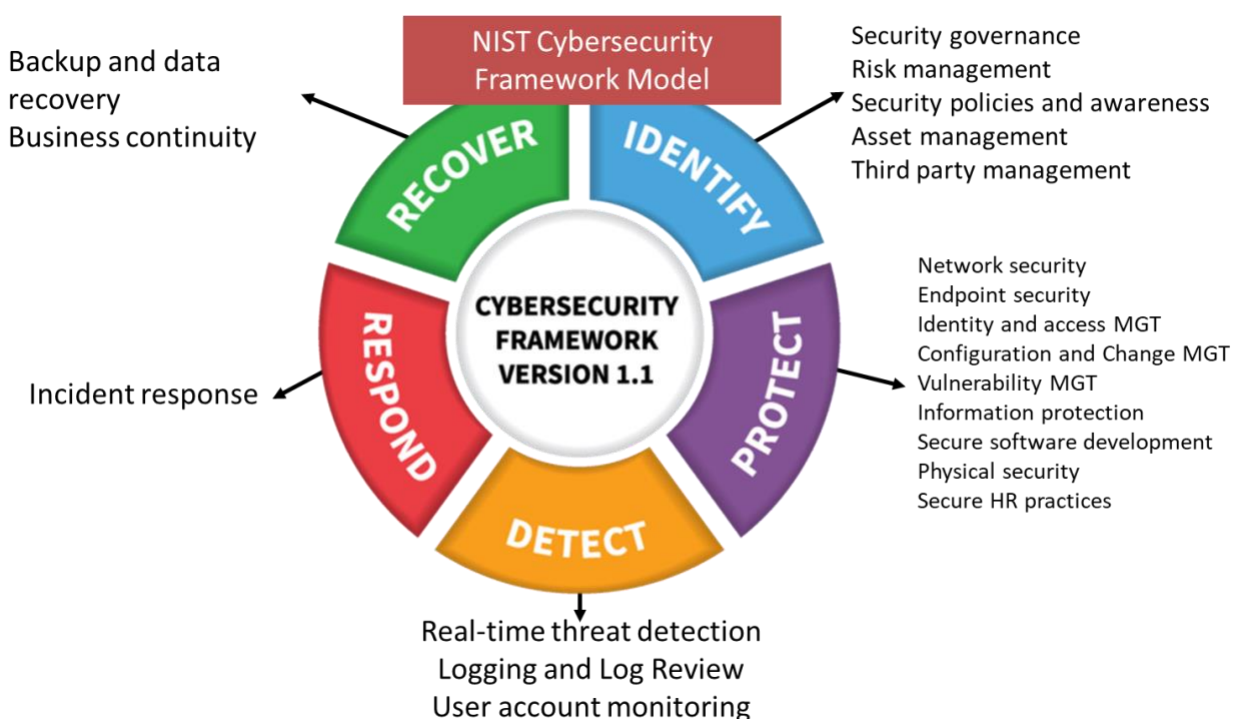 NIST Cybersecurity
Framework Model
Backup and data
recovery
Business continuity
Security governance
Risk management
Security policies and awareness
Asset management
Third party management
RECOVER
IDENTIFY
Network security
Endpoint security
Identity and access MGT
Configuration and Change MGT
Vulnerability MGT
Information protection
Secure software development
Physical security
Secure HR practices
CYBERSECURITY
FRAMEWORK
VERSION 1.1
RESPOND
PROTECT
Incident response
DETECT
Real-time threat detection
Logging and Log Review
User account monitoring